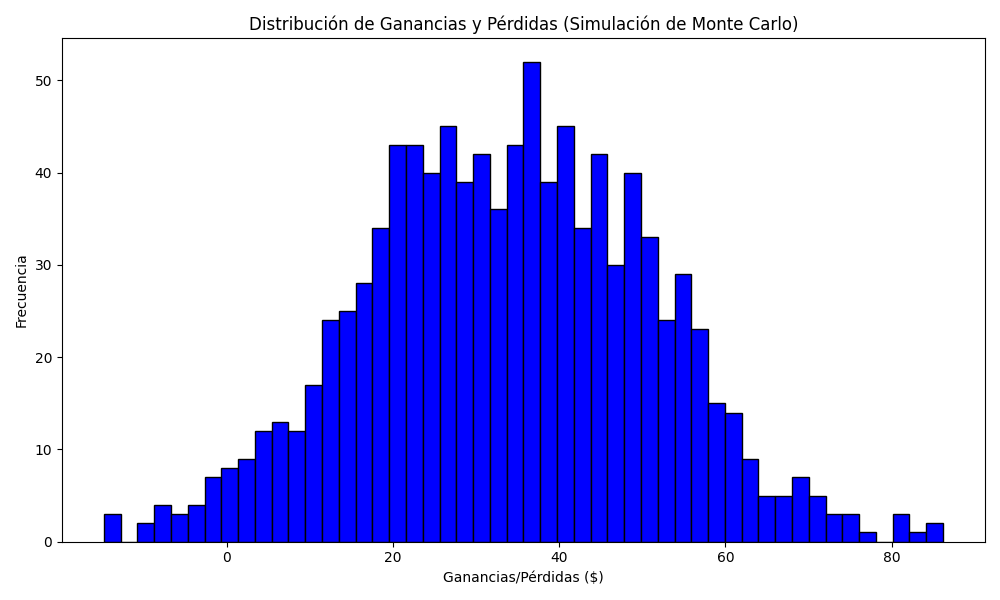 Distribución de Ganancias y Pérdidas (Simulación de Monte Carlo)
50
40
30
20
10
0
Frecuencia
0 20 40 60 80
Ganancias/Pérdidas ($)